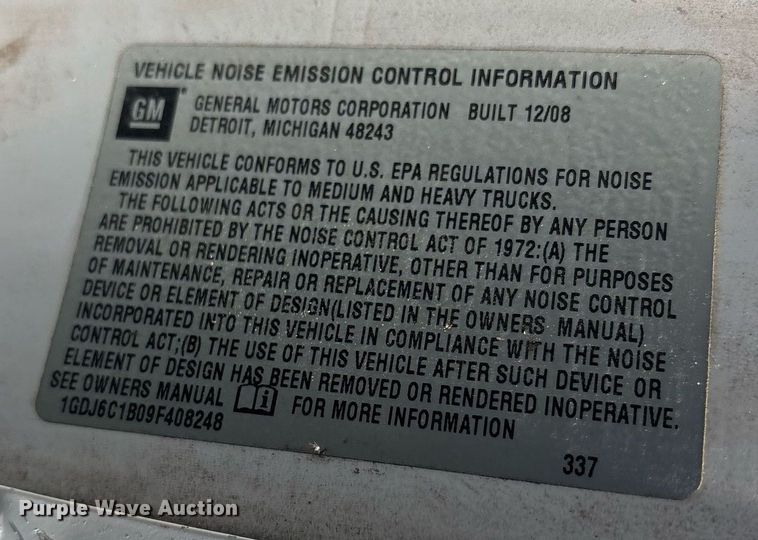 VEHICLE NOISE EMISSION CONTROL INFORMATION
GM® GENERAL MOTORS CORPORATION BUILT 12/08
DETROIT, MICHIGAN 48243
THIS VEHICLE CONFORMS TO U.S. EPA REGULATIONS FOR NOISE
EMISSION APPLICABLE TO MEDIUM AND HEAVY TRUCKS.
THE FOLLOWING ACTS OR THE CAUSING THEREOF BY ANY PERSON
ARE PROHIBITED BY THE NOISE CONTROL ACT OF 1972:(A) THE
REMOVAL OR RENDERING INOPERATIVE, OTHER THAN FOR PURPOSES
OF MAINTENANCE, REPAIR OR REPLACEMENT OF ANY NOISE CONTROL
DEVICE OR ELEMENT OF DESIGN(LISTED IN THE OWNERS MANUAL)
INCORPORATED INTO THIS VEHICLE IN COMPLIANCE WITH THE NOISE
CONTROL ACT;(B) THE USE OF THIS VEHICLE AFTER SUCH DEVICE OR
ELEMENT OF DESIGN HAS BEEN REMOVED OR RENDERED INOPERATIVE.
SEE OWNERS MANUAL i FOR MORE INFORMATION
1GDJ6C1B09F408248
337
Purple Wave Auction